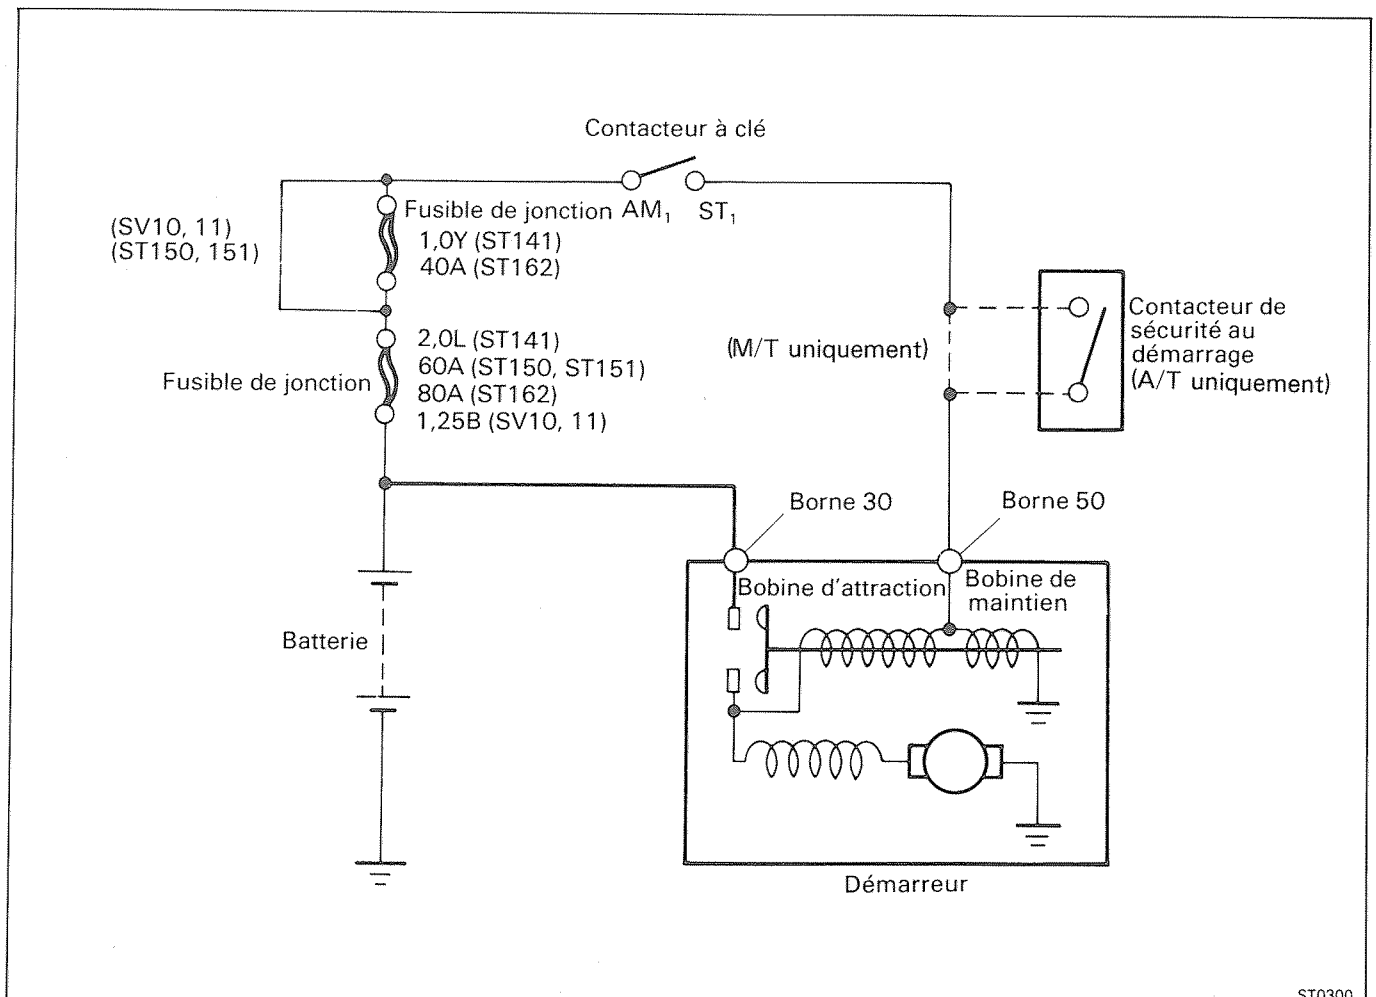 Contacteur à clé
Fusible de jonction AM₁ ST₁
(SV10, 11)
(ST150, 151)
1,0Y (ST141)
40A (ST162)
2,0L (ST141)
60A (ST150, ST151)
80A (ST162)
1,25B (SV10, 11)
Fusible de jonction
(M/T uniquement)
Contacteur de
sécurité au
démarrage
(A/T uniquement)
Borne 30
Borne 50
Bobine d'attraction
Bobine de
maintien
Batterie
Démarreur
ST0300